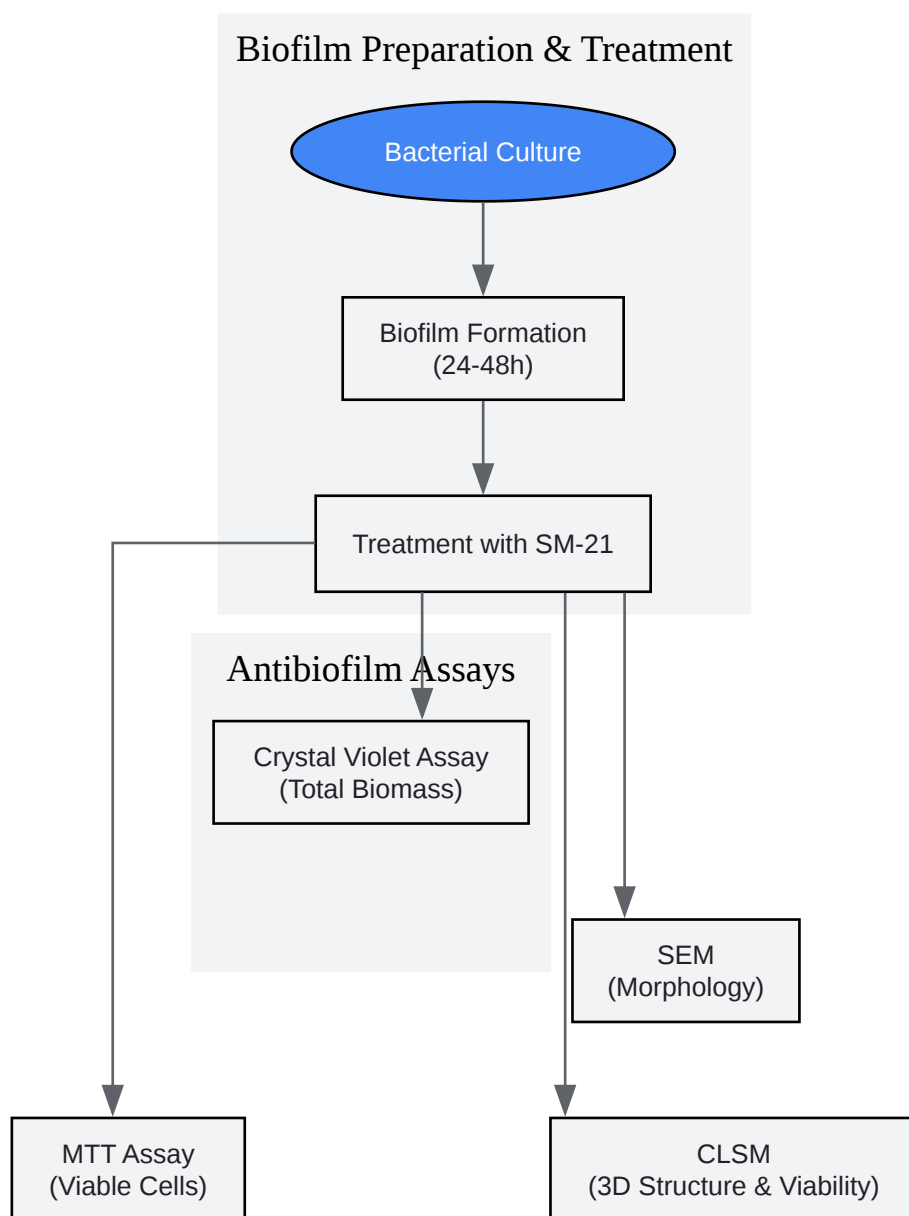 Biofilm Preparation & Treatment
Bacterial Culture
Biofilm Formation
(24-48h)
Treatment with SM-21
Antibiofilm Assays
Crystal Violet Assay
(Total Biomass)
SEM
(Morphology)
MTT Assay
(Viable Cells)
CLSM
(3D Structure & Viability)